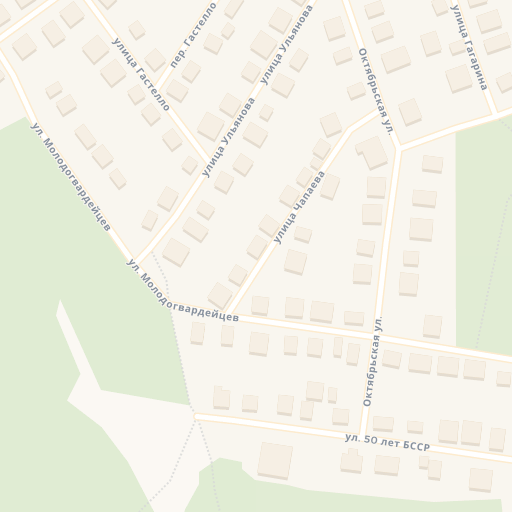 пер. Гастелло
улица Ульянова
улица Гагарина
улица Гастелло
Октябрьская ул.
улица Ульянова
ул. Молодогвардейцев
улица Чапаева
ул. Молодогвардейцев
Октябрьская ул.
ул. 50 лет БССР